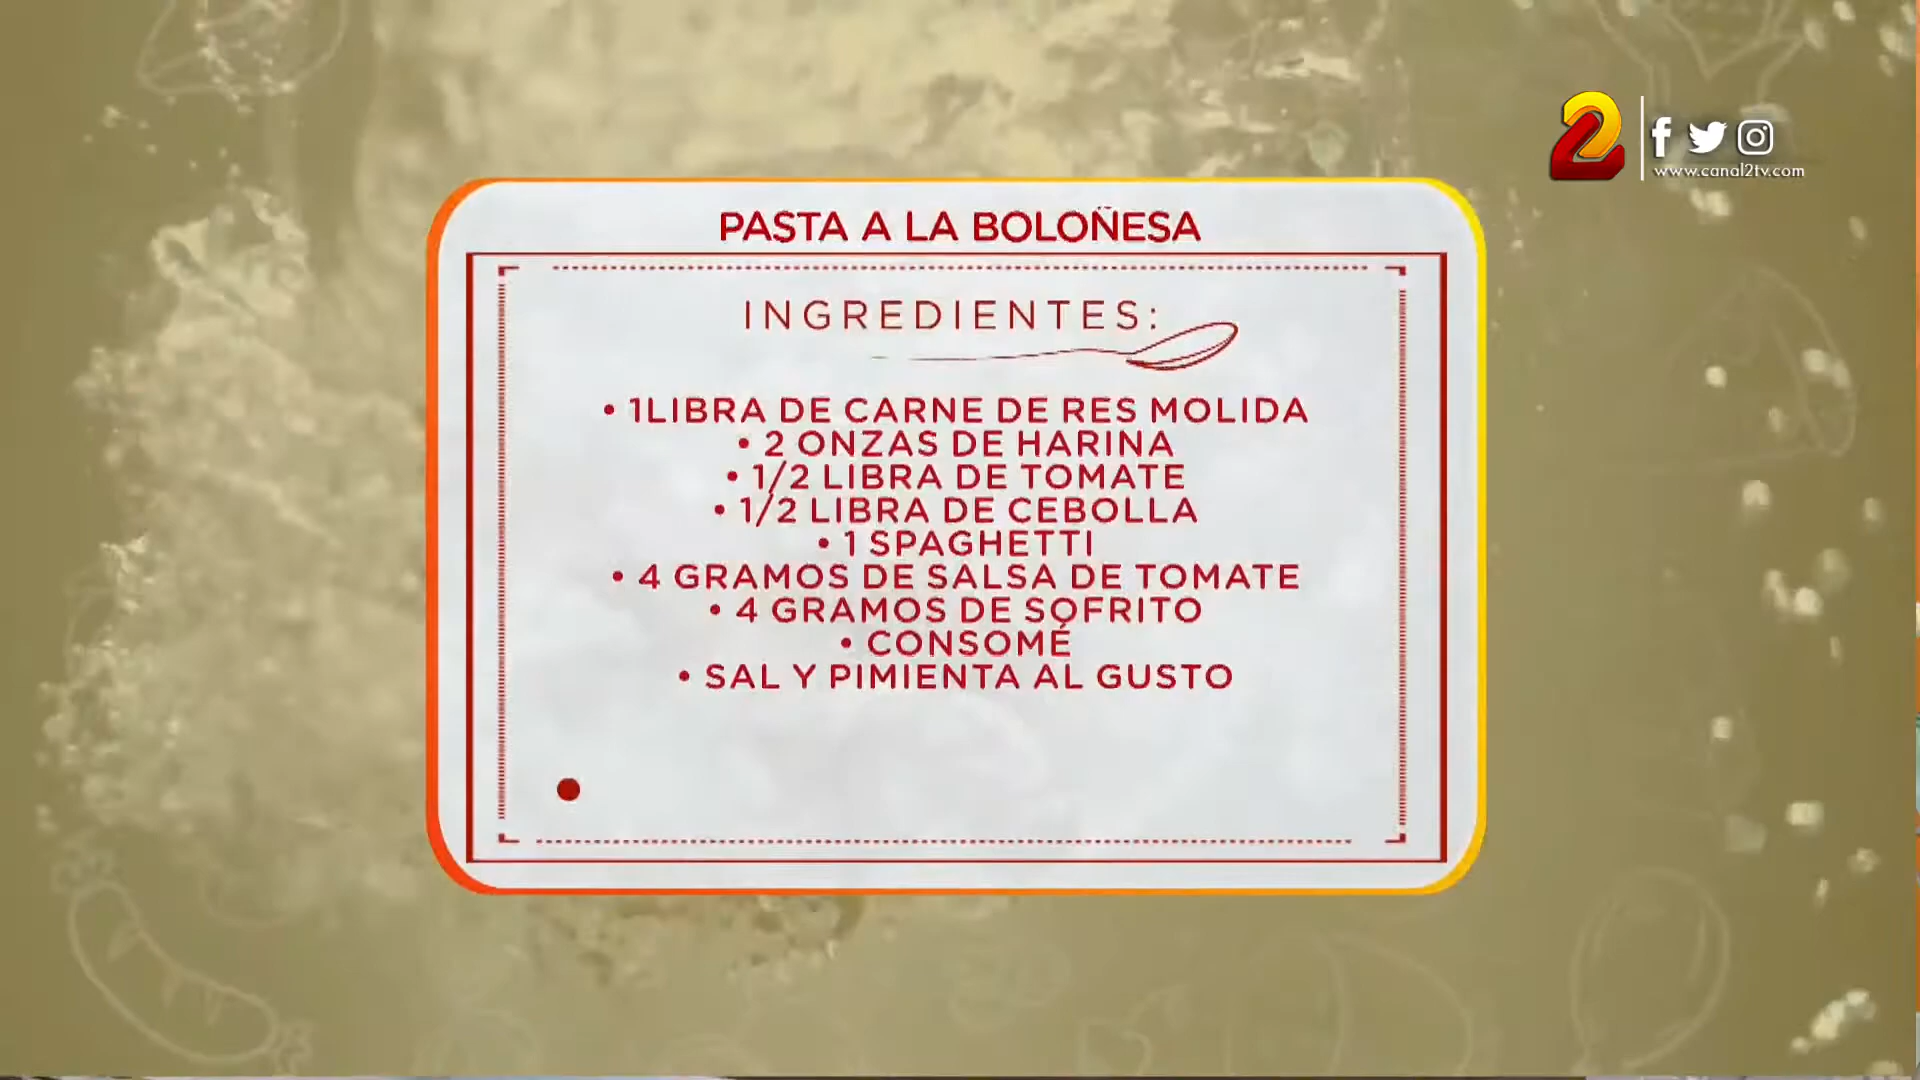 2
www.canal2tv.com
PASTA A LA BOLOÑESA
INGREDIENTES:
• 1LIBRA DE CARNE DE RES MOLIDA
• 2 ONZAS DE HARINA
• 1/2 LIBRA DE TOMATE
• 1/2 LIBRA DE CEBOLLA
• 1 SPAGHETTI
• 4 GRAMOS DE SALSA DE TOMATE
• 4 GRAMOS DE SOFRITO
• CONSOMÉ
• SAL Y PIMIENTA AL GUSTO